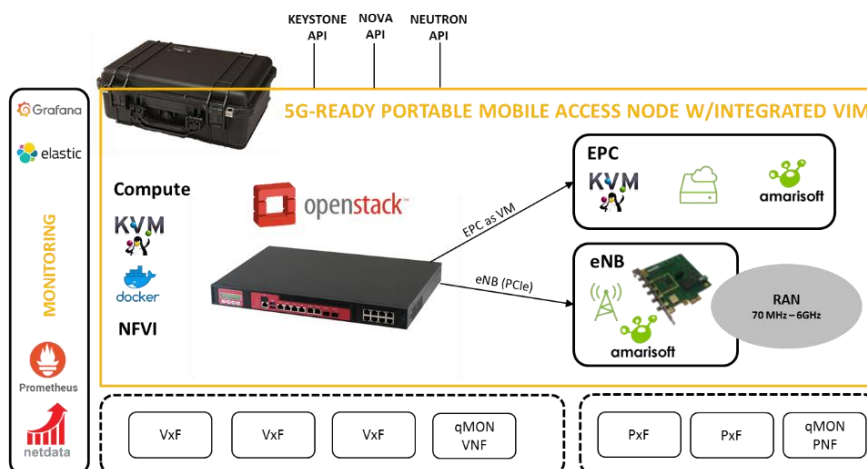 KEYSTONE
API
NOVA
API
NEUTRON
API
5G-READY PORTABLE MOBILE ACCESS NODE W/INTEGRATED VIM
Grafana
elastic
MONITORING
Prometheus
netdata
Compute
KVM
docker
NFVI
openstack™
EPC as VM
eNB (PCIe)
EPC
KVM
amarisoft
eNB
amarisoft
RAN
70 MHz – 6GHz
VxF
VxF
VxF
qMON
VNF
PxF
PxF
qMON
PNF